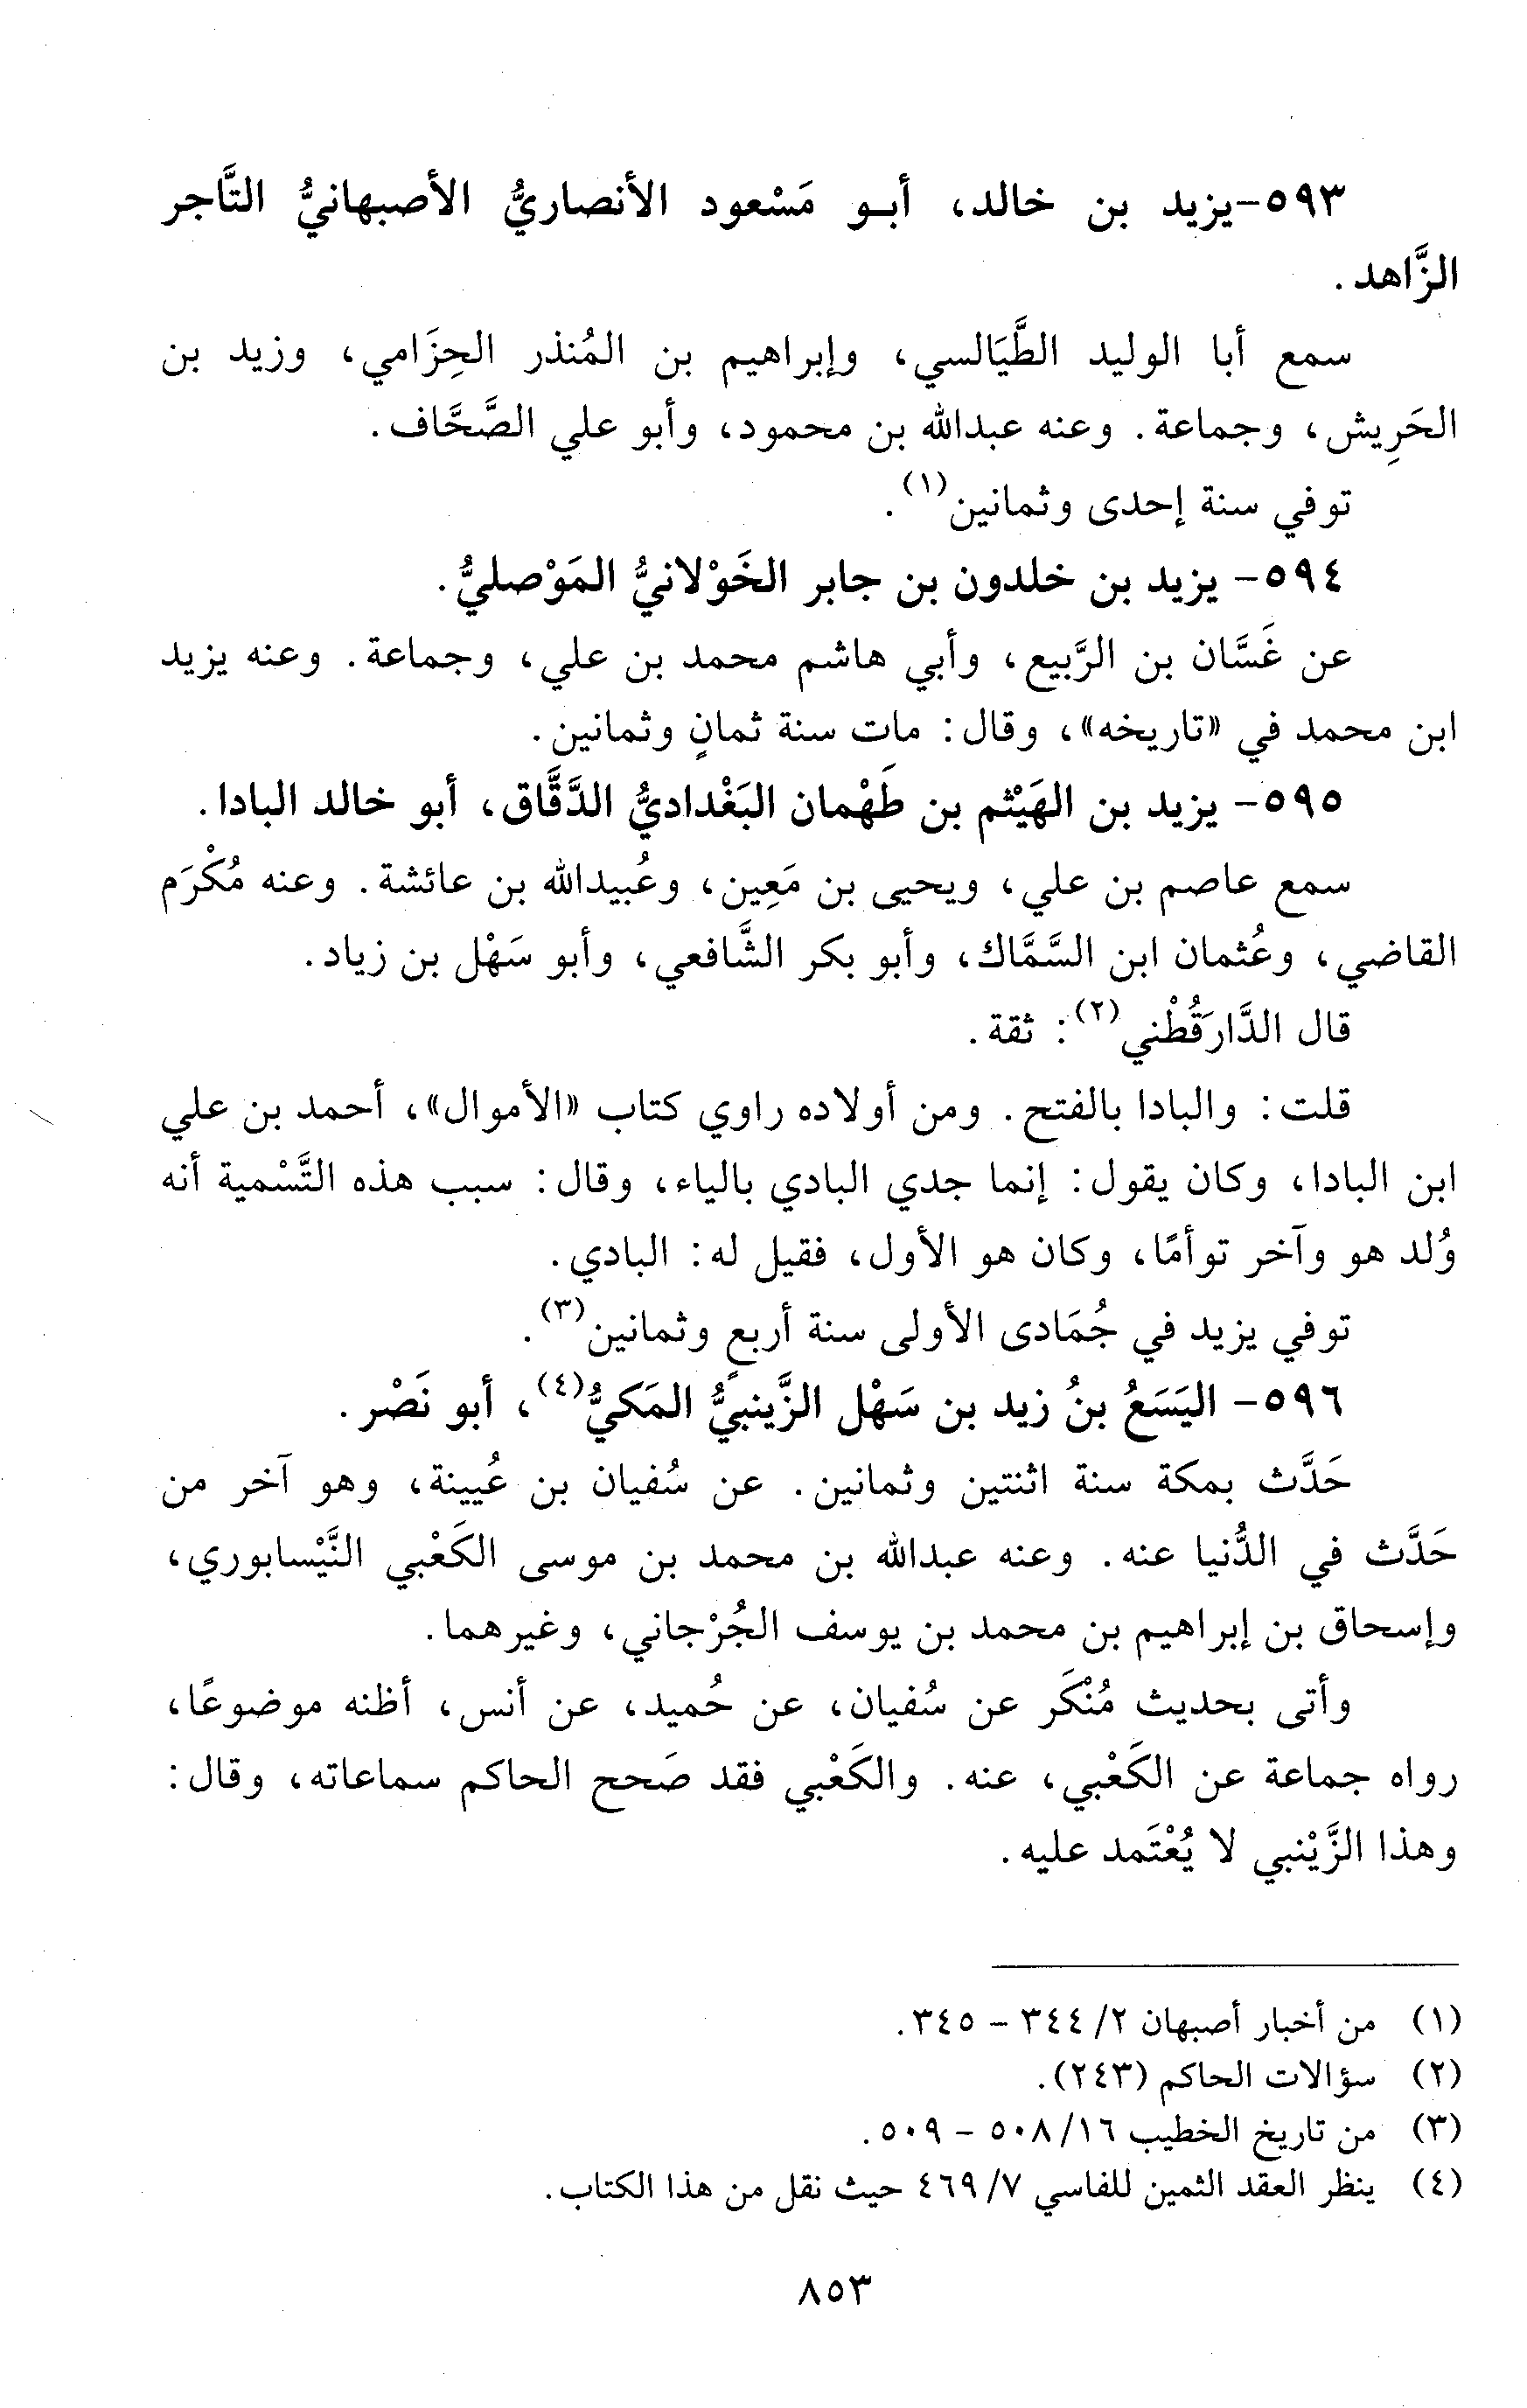 ٥٩٣-يزيد بن خالد، أبو مَسْعود الأنصاريُّ الأصبهانيُّ التَّاجر
الزَّاهد.
سمع أبا الوليد الطَّيَالسي، وإبراهيم بن المُنذر الحِزَامي، وزيد بن
الحَرِيش، وجماعة. وعنه عبدالله بن محمود، وأبو علي الصَّحَّاف.
توفي سنة إحدى وثمانين(١).
٥٩٤- يزيد بن خلدون بن جابر الخَوْلانيُّ المَوْصليُّ.
عن غَسَّان بن الرَّبيع، وأبي هاشم محمد بن علي، وجماعة. وعنه يزيد
ابن محمد في «تاريخه»، وقال: مات سنة ثمانٍ وثمانين.
٥٩٥- يزيد بن الهَيْثم بن طَهْمان البَغْداديُّ الدَّقَّاق، أبو خالد البادا.
سمع عاصم بن علي، ويحيى بن مَعِين، وعُبيدالله بن عائشة. وعنه مُكْرَم
القاضي، وعُثمان ابن السَّمَّاك، وأبو بكر الشَّافعي، وأبو سَهْل بن زياد.
قال الدَّارَقُطْني(٢): ثقة.
قلت: والبادا بالفتح. ومن أولاده راوي كتاب «الأموال»، أحمد بن علي
ابن البادا، وكان يقول: إنما جدي البادي بالياء، وقال: سبب هذه التَّسْمية أنه
وُلد هو وآخر توأمًا، وكان هو الأول، فقيل له: البادي.
توفي يزيد في جُمَادى الأولى سنة أربعٍ وثمانين(٣).
٥٩٦- اليَسَعُ بنُ زيد بن سَهْل الزَّينبيُّ المَكيُّ(٤)، أبو نَصْر.
حَدَّث بمكة سنة اثنتين وثمانين. عن سُفيان بن عُيينة، وهو آخر من
حَدَّث في الدُّنيا عنه. وعنه عبدالله بن محمد بن موسى الكَعْبي النَّيْسابوري،
وإسحاق بن إبراهيم بن محمد بن يوسف الجُرْجاني، وغيرهما.
وأتى بحديث مُنْكَر عن سُفيان، عن حُميد، عن أنس، أظنه موضوعًا،
رواه جماعة عن الكَعْبي، عنه. والكَعْبي فقد صَحح الحاكم سماعاته، وقال:
وهذا الزَّيْنبي لا يُعْتَمد عليه.
(١) من أخبار أصبهان ٢/ ٣٤٤ - ٣٤٥.
(٢) سؤالات الحاكم (٢٤٣).
(٣) من تاريخ الخطيب ١٦/ ٥٠٨ - ٥٠٩.
(٤) ينظر العقد الثمين للفاسي ٧/ ٤٦٩ حيث نقل من هذا الكتاب.
٨٥٣